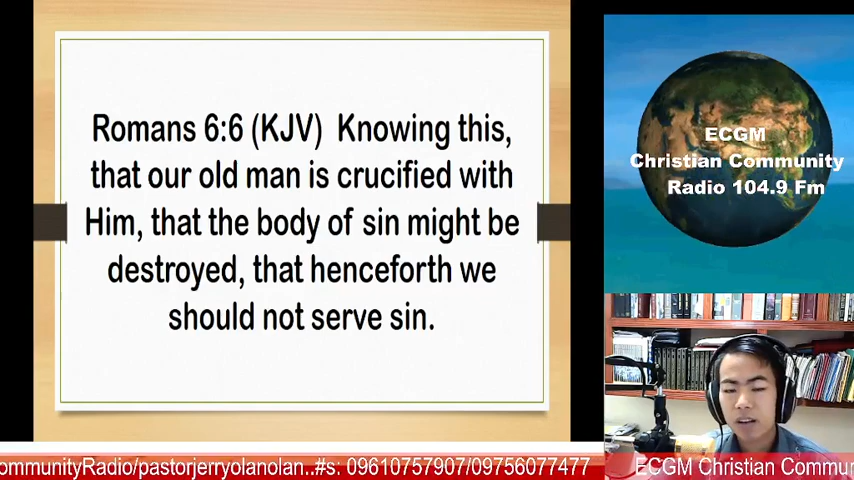 Romans 6:6 (KJV) Knowing this,
that our old man is crucified with
Him, that the body of sin might be
destroyed, that henceforth we
should not serve sin.
ECGM
Christian Community
Radio 104.9 Fm
ommunityRadio/pastorjerryolanolan..#s: 09610757907/09756077477
ECGM Christian Commur